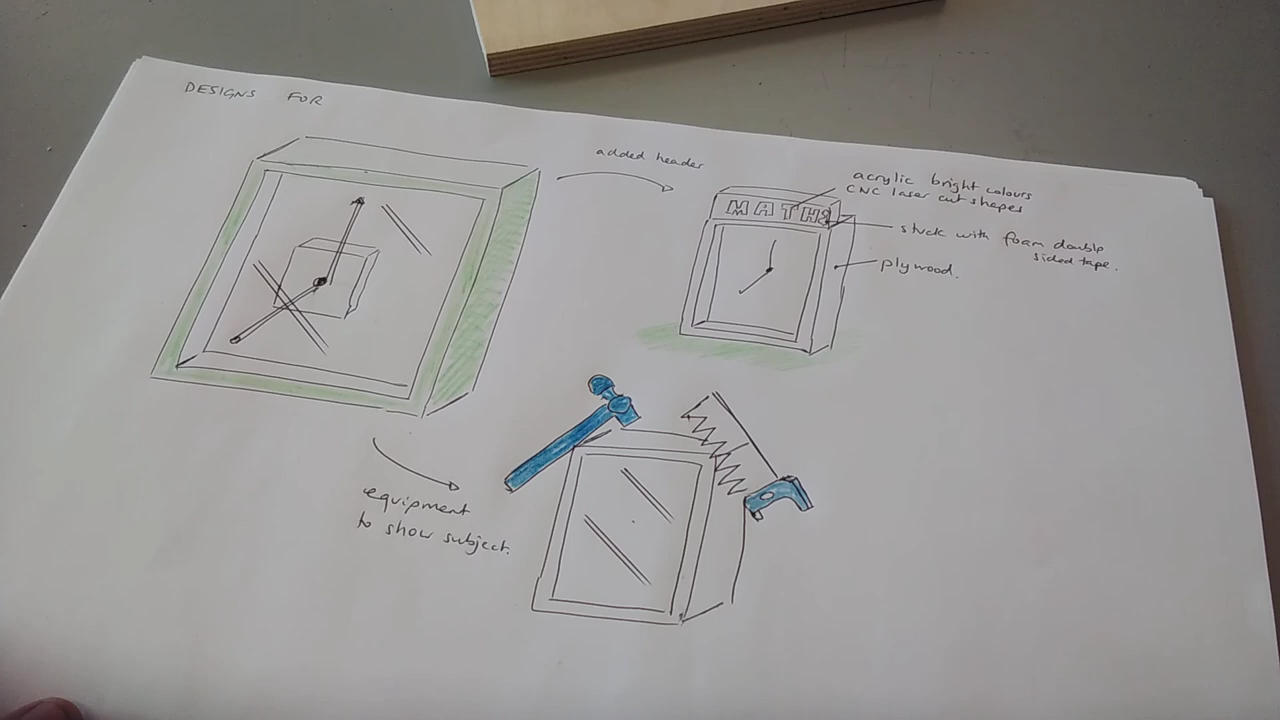 DESIGNS FOR
added header
acrylic bright colours
CNC laser cut shapes
MATHS
stuck with foam double
sided tape.
plywood.
equipment
to show subject.